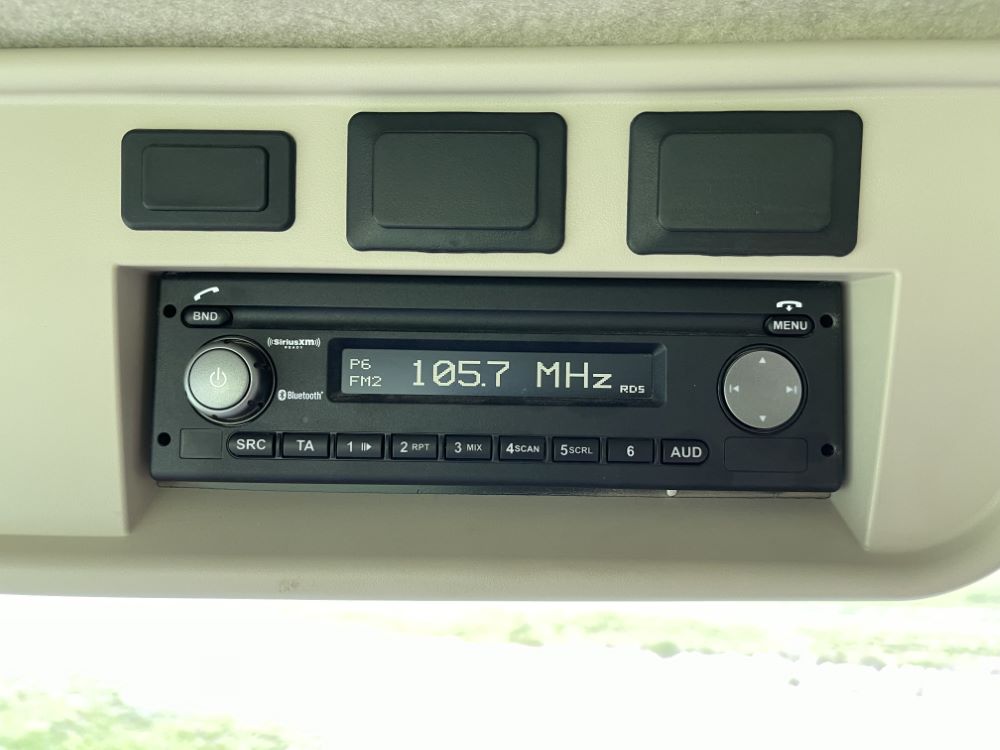 BND
MENU
((SiriusXM))
READY
P6
FM2
105.7 MHz
RDS
Bluetooth®
SRC
TA
1
2 RPT
3 MIX
4 SCAN
5 SCRL
6
AUD